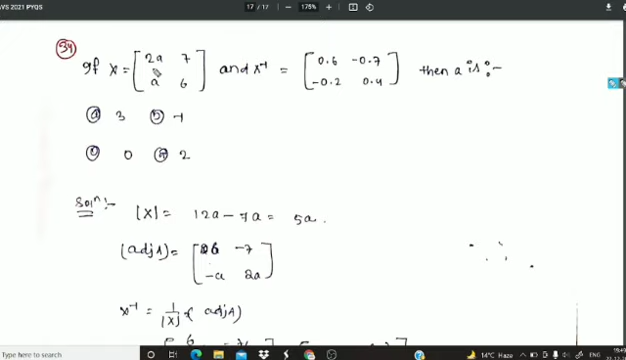 AVS 2021 PYQS 17 / 17 175%
34 If X = [ 2a 7 and X⁻¹ = [ 0.6 -0.7 then a is :-
a 6 ] -0.2 0.4 ]
a 3 b -1
c 0 d 2
Solⁿ :- |X| = 12a - 7a = 5a .
(adj A) = [ 6 -7
-a 2a ]
X⁻¹ = 1/|X| ( adj A)
Type here to search 14°C Haze